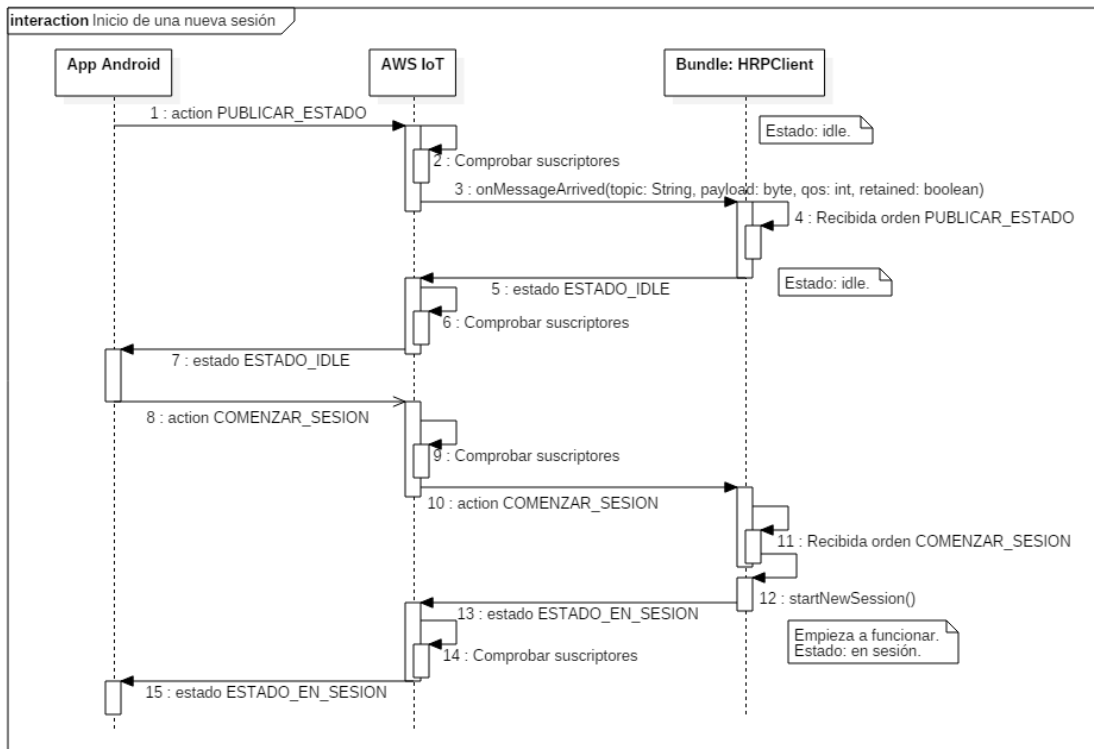 interaction Inicio de una nueva sesión
App Android
AWS IoT
Bundle: HRPClient
1 : action PUBLICAR_ESTADO
Estado: idle.
2 : Comprobar suscriptores
3 : onMessageArrived(topic: String, payload: byte, qos: int, retained: boolean)
4 : Recibida orden PUBLICAR_ESTADO
Estado: idle.
5 : estado ESTADO_IDLE
6 : Comprobar suscriptores
7 : estado ESTADO_IDLE
8 : action COMENZAR_SESION
9 : Comprobar suscriptores
10 : action COMENZAR_SESION
11 : Recibida orden COMENZAR_SESION
12 : startNewSession()
13 : estado ESTADO_EN_SESION
Empieza a funcionar.
Estado: en sesión.
14 : Comprobar suscriptores
15 : estado ESTADO_EN_SESION